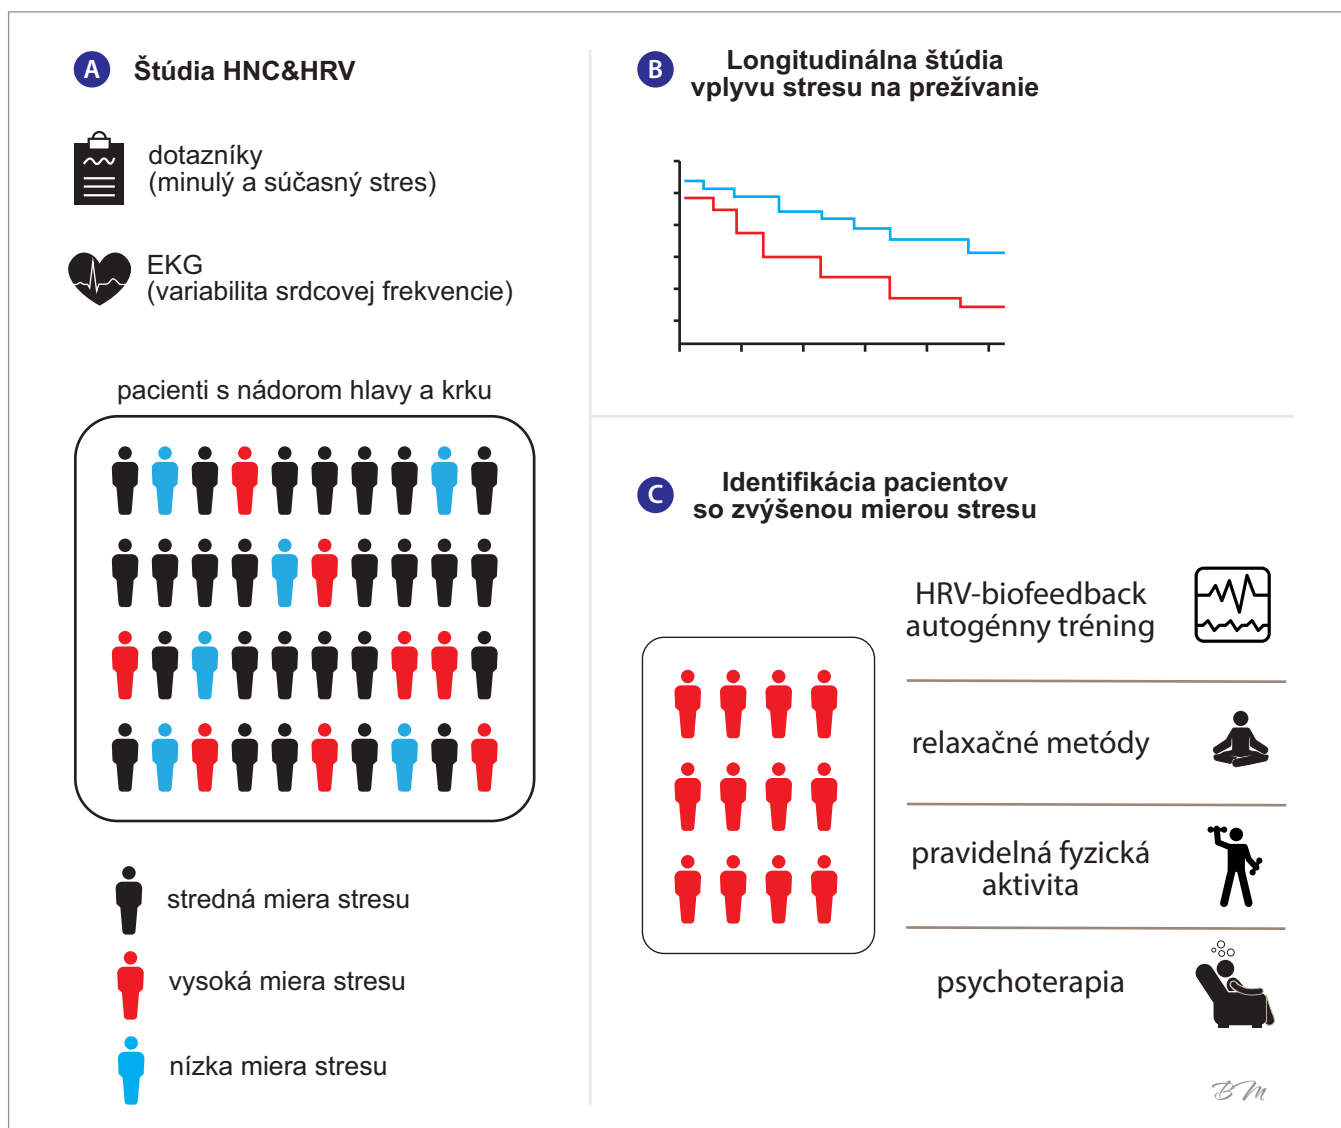 A
Štúdia HNC&HRV
dotazníky
(minulý a súčasný stres)
EKG
(variabilita srdcovej frekvencie)
pacienti s nádorom hlavy a krku
stredná miera stresu
vysoká miera stresu
nízka miera stresu
B
Longitudinálna štúdia
vplyvu stresu na prežívanie
C
Identifikácia pacientov
so zvýšenou mierou stresu
HRV-biofeedback
autogénny tréning
relaxačné metódy
pravidelná fyzická
aktivita
psychoterapia
BM